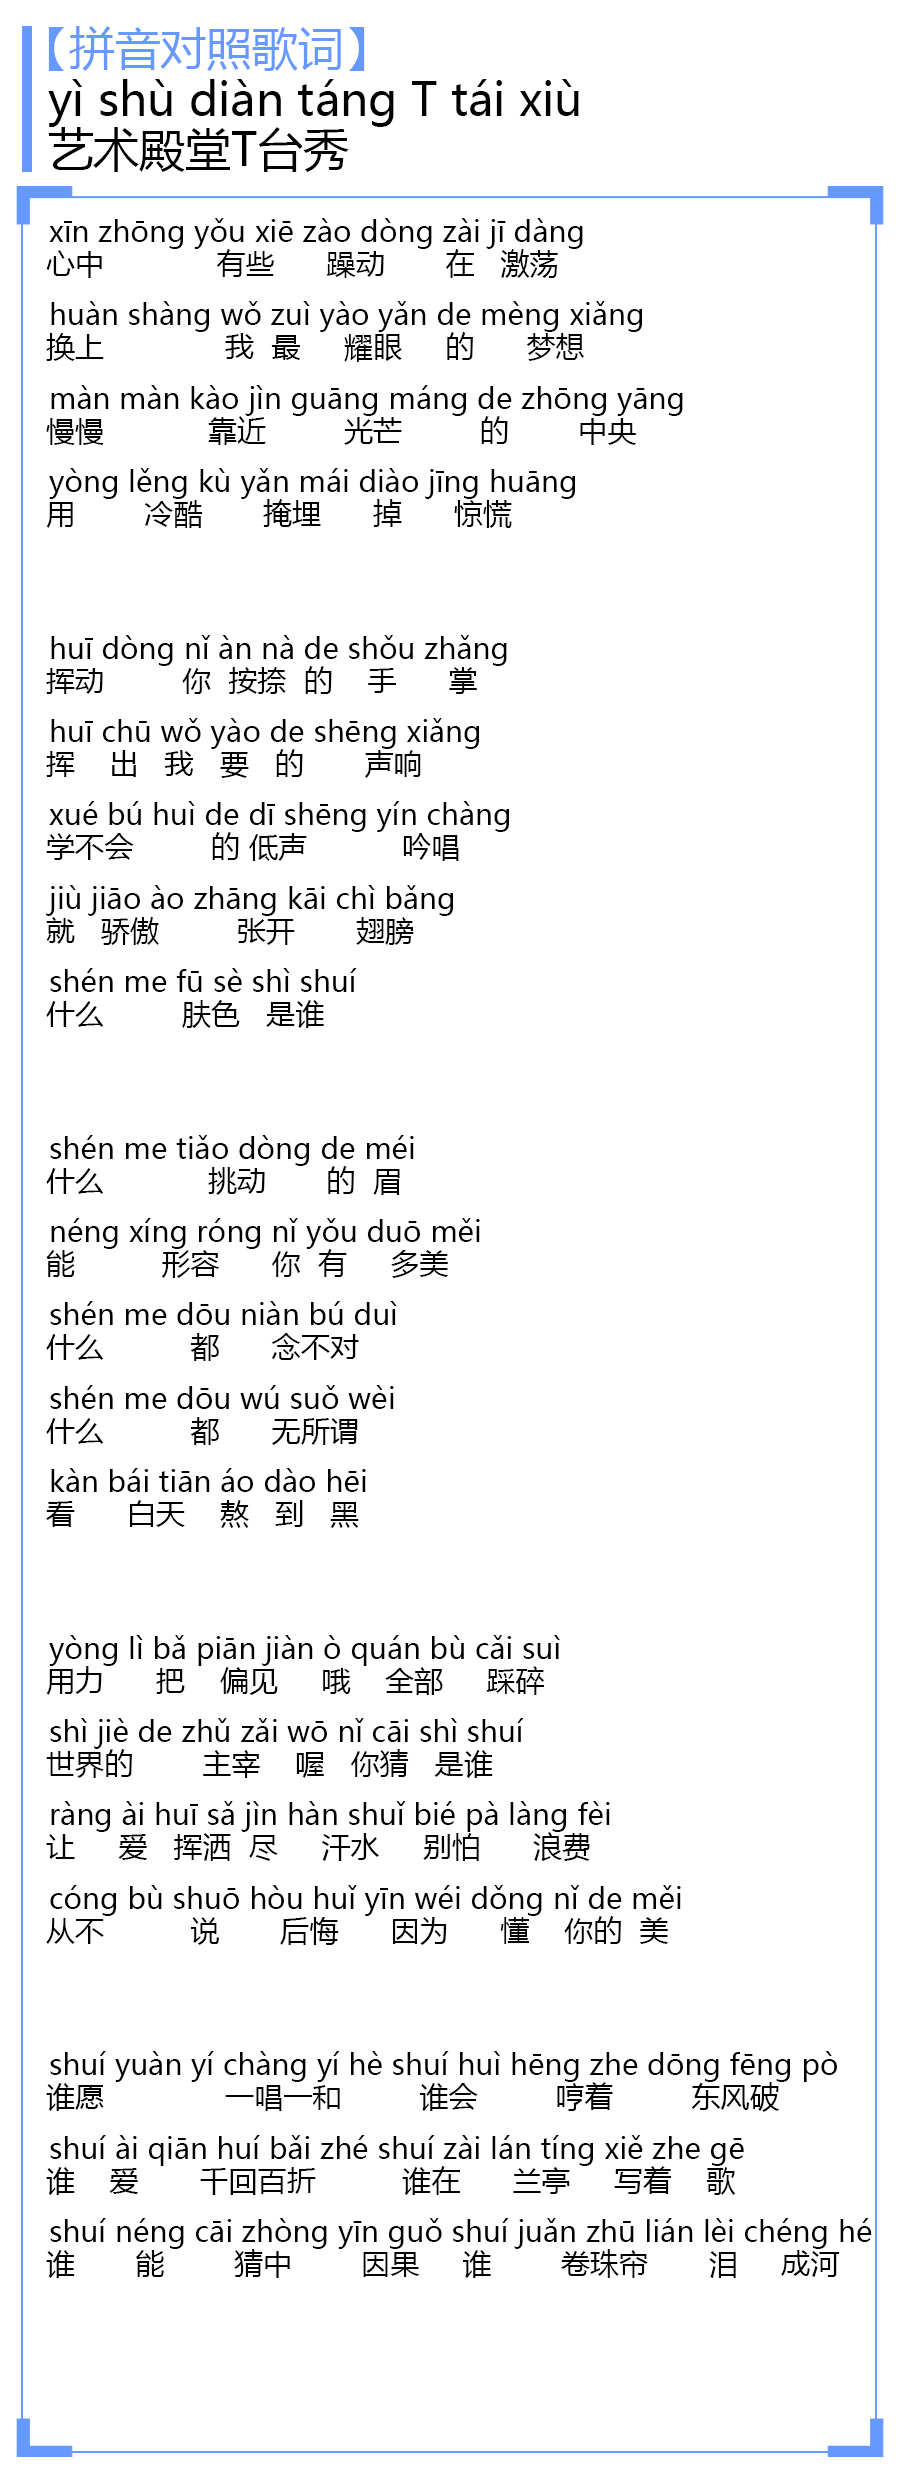 【拼音对照歌词】
yì shù diàn táng T tái xiù
艺术殿堂T台秀
xīn zhōng yǒu xiē zào dòng zài jī dàng
心中 有些 躁动 在 激荡
huàn shàng wǒ zuì yào yǎn de mèng xiǎng
换上 我 最 耀眼 的 梦想
màn màn kào jìn guāng máng de zhōng yāng
慢慢 靠近 光芒 的 中央
yòng lěng kù yǎn mái diào jīng huāng
用 冷酷 掩埋 掉 惊慌
huī dòng nǐ àn nà de shǒu zhǎng
挥动 你 按捺 的 手 掌
huī chū wǒ yào de shēng xiǎng
挥 出 我 要 的 声响
xué bú huì de dī shēng yín chàng
学不会 的 低声 吟唱
jiù jiāo ào zhāng kāi chì bǎng
就 骄傲 张开 翅膀
shén me fū sè shì shuí
什么 肤色 是谁
shén me tiǎo dòng de méi
什么 挑动 的 眉
néng xíng róng nǐ yǒu duō měi
能 形容 你 有 多美
shén me dōu niàn bú duì
什么 都 念不对
shén me dōu wú suǒ wèi
什么 都 无所谓
kàn bái tiān áo dào hēi
看 白天 熬 到 黑
yòng lì bǎ piān jiàn ò quán bù cǎi suì
用力 把 偏见 哦 全部 踩碎
shì jiè de zhǔ zǎi wō nǐ cāi shì shuí
世界的 主宰 喔 你猜 是谁
ràng ài huī sǎ jìn hàn shuǐ bié pà làng fèi
让 爱 挥洒 尽 汗水 别怕 浪费
cóng bù shuō hòu huǐ yīn wéi dǒng nǐ de měi
从不 说 后悔 因为 懂 你的 美
shuí yuàn yí chàng yí hè shuí huì hēng zhe dōng fēng pò
谁愿 一唱一和 谁会 哼着 东风破
shuí ài qiān huí bǎi zhé shuí zài lán tíng xiě zhe gē
谁 爱 千回百折 谁在 兰亭 写着 歌
shuí néng cāi zhòng yīn guǒ shuí juǎn zhū lián lèi chéng hé
谁 能 猜中 因果 谁 卷珠帘 泪 成河